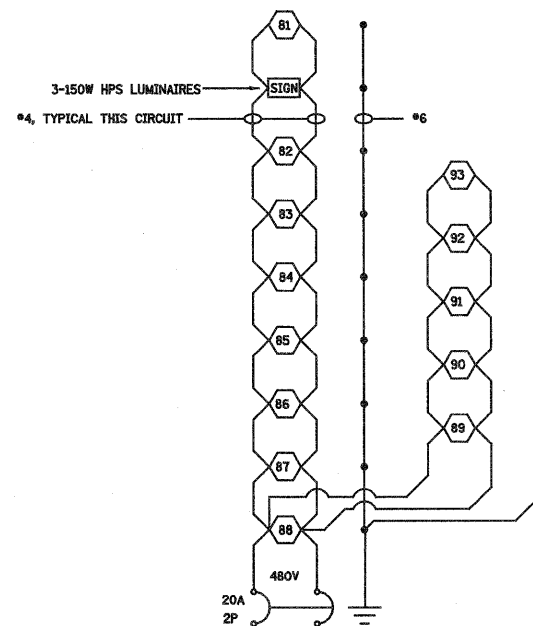 81
3-150W HPS LUMINAIRES
SIGN
#4, TYPICAL THIS CIRCUIT
#6
82
93
83
92
84
91
85
90
86
89
87
88
480V
20A
2P